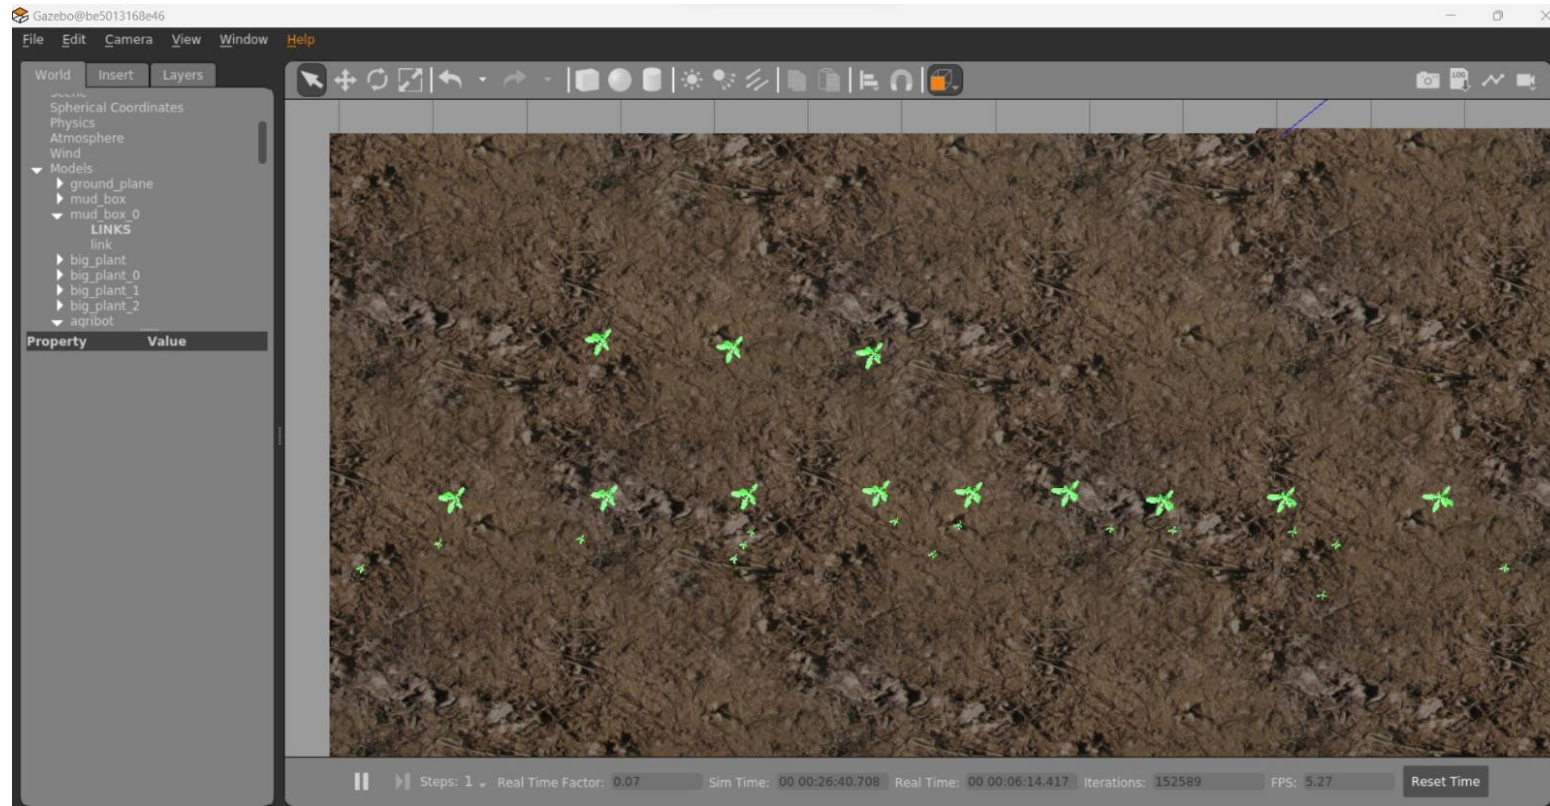 Gazebo@be5013168e46
File Edit Camera View Window Help
World Insert Layers
Spherical Coordinates
Physics
Atmosphere
Wind
Models
ground_plane
mud_box
mud_box_0
LINKS
link
big_plant
big_plant_0
big_plant_1
big_plant_2
agribot
Property Value
LOG
Steps: 1 Real Time Factor: 0.07 Sim Time: 00 00:26:40.708 Real Time: 00 00:06:14.417 Iterations: 152589 FPS: 5.27 Reset Time